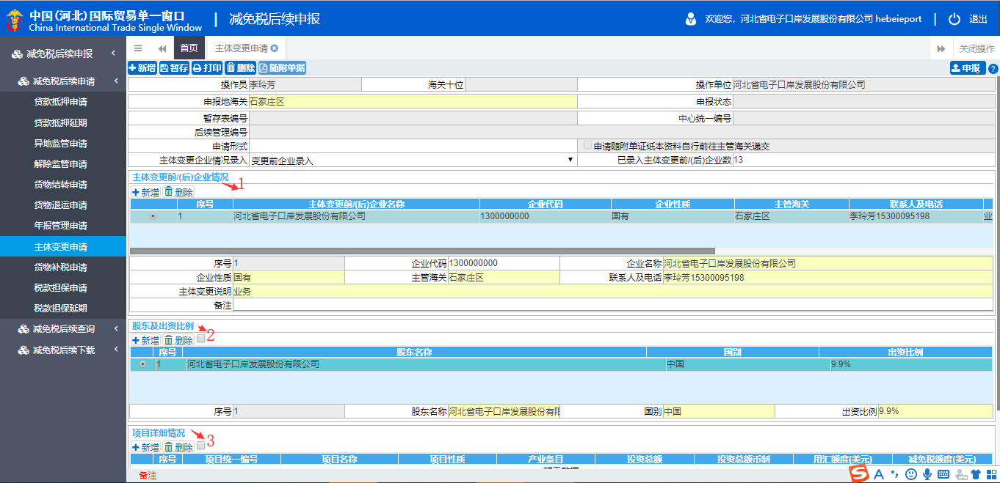 中国(河北)国际贸易单一窗口
China International Trade Single Window
减免税后续申报
欢迎您, 河北省电子口岸发展股份有限公司 hebeieport
退出
减免税后续申报
减免税后续申请
贷款抵押申请
贷款抵押延期
异地监管申请
解除监管申请
货物结转申请
货物退运申请
年报管理申请
主体变更申请
货物补税申请
税款担保申请
税款担保延期
减免税后续查询
减免税后续下载
首页 主体变更申请 关闭操作
新增 暂存 打印 删除 随附单据 申报
操作员 李玲芳 海关十位 操作单位 河北省电子口岸发展股份有限公司
申报地海关 石家庄区 申报状态
暂存表编号 中心统一编号
后续管理编号
申请形式 申请随附单证纸本资料自行前往主管海关递交
主体变更企业情况录入 变更前企业录入 已录入主体变更前/(后)企业数 13
主体变更前/(后)企业情况 1
新增 删除
序号 主体变更前/(后)企业名称 企业代码 企业性质 主管海关 联系人及电话
1 河北省电子口岸发展股份有限公司 1300000000 国有 石家庄区 李玲芳15300095198 业
序号 1 企业代码 1300000000 企业名称 河北省电子口岸发展股份有限公司
企业性质 国有 主管海关 石家庄区 联系人及电话 李玲芳15300095198
主体变更说明 业务
备注
股东及出资比例 2
新增 删除
序号 股东名称 国别 出资比例
1 河北省电子口岸发展股份有限公司 中国 9.9%
序号 1 股东名称 河北省电子口岸发展股份有限 国别 中国 出资比例 9.9%
项目详细情况 3
新增 删除
序号 项目统一编号 项目名称 项目性质 产业条目 投资总额 投资总额币制 用汇额度(美元) 减免税额度(美元)
备注